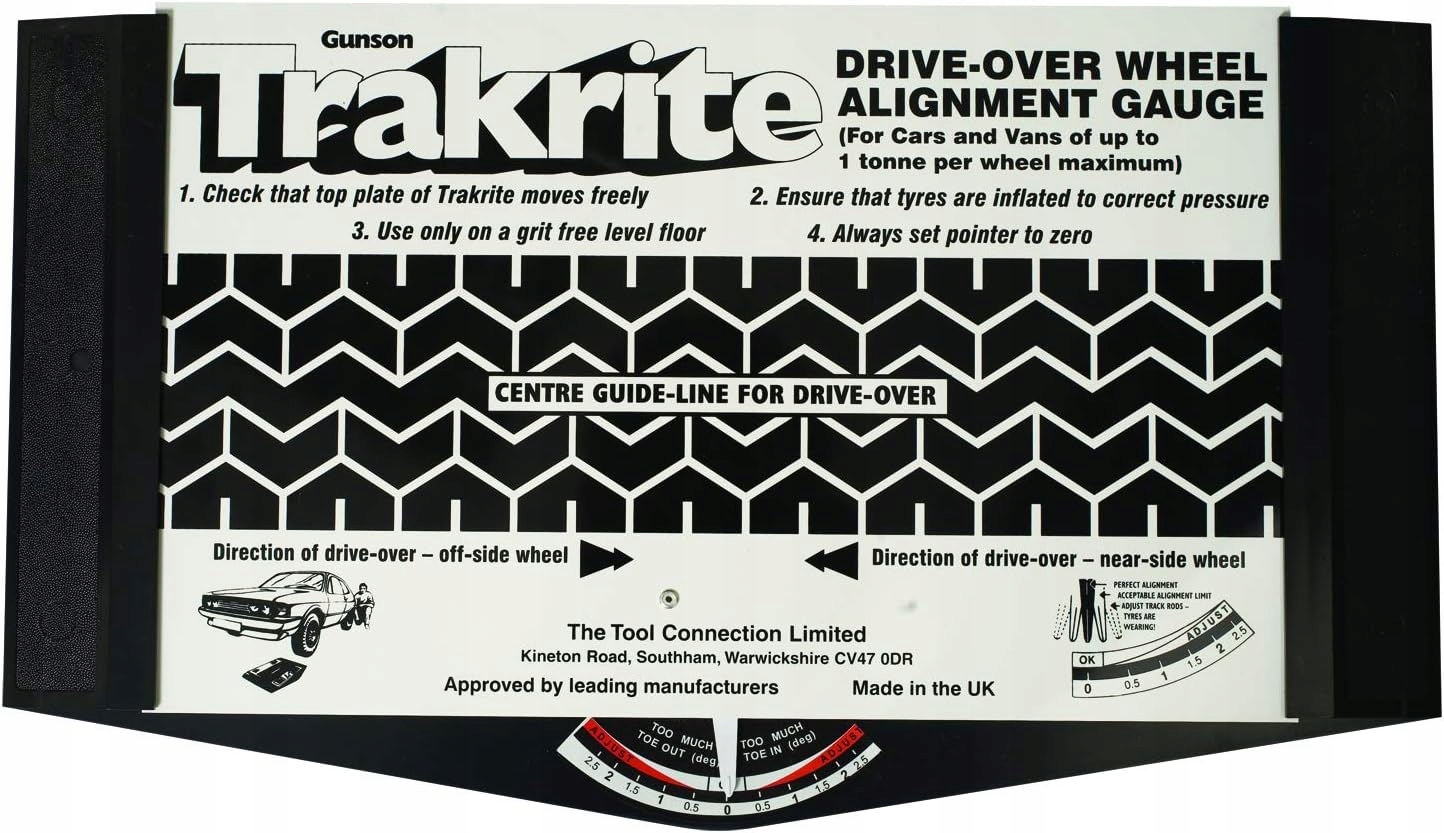 Gunson
Trakrite
DRIVE-OVER WHEEL
ALIGNMENT GAUGE
(For Cars and Vans of up to
1 tonne per wheel maximum)
1. Check that top plate of Trakrite moves freely
2. Ensure that tyres are inflated to correct pressure
3. Use only on a grit free level floor
4. Always set pointer to zero
CENTRE GUIDE-LINE FOR DRIVE-OVER
Direction of drive-over – off-side wheel
Direction of drive-over – near-side wheel
PERFECT ALIGNMENT
ACCEPTABLE ALIGNMENT LIMIT
ADJUST TRACK RODS –
TYRES ARE
WEARING!
OK
ADJUST
0 0.5 1 1.5 2 2.5
The Tool Connection Limited
Kineton Road, Southham, Warwickshire CV47 0DR
Approved by leading manufacturers
Made in the UK
ADJUST
TOO MUCH
TOE OUT (deg
TOO MUCH
TOE IN (deg)
ADJUST
2.5 2 1.5 1 0.5 0 0.5 1 1.5 2 2.5